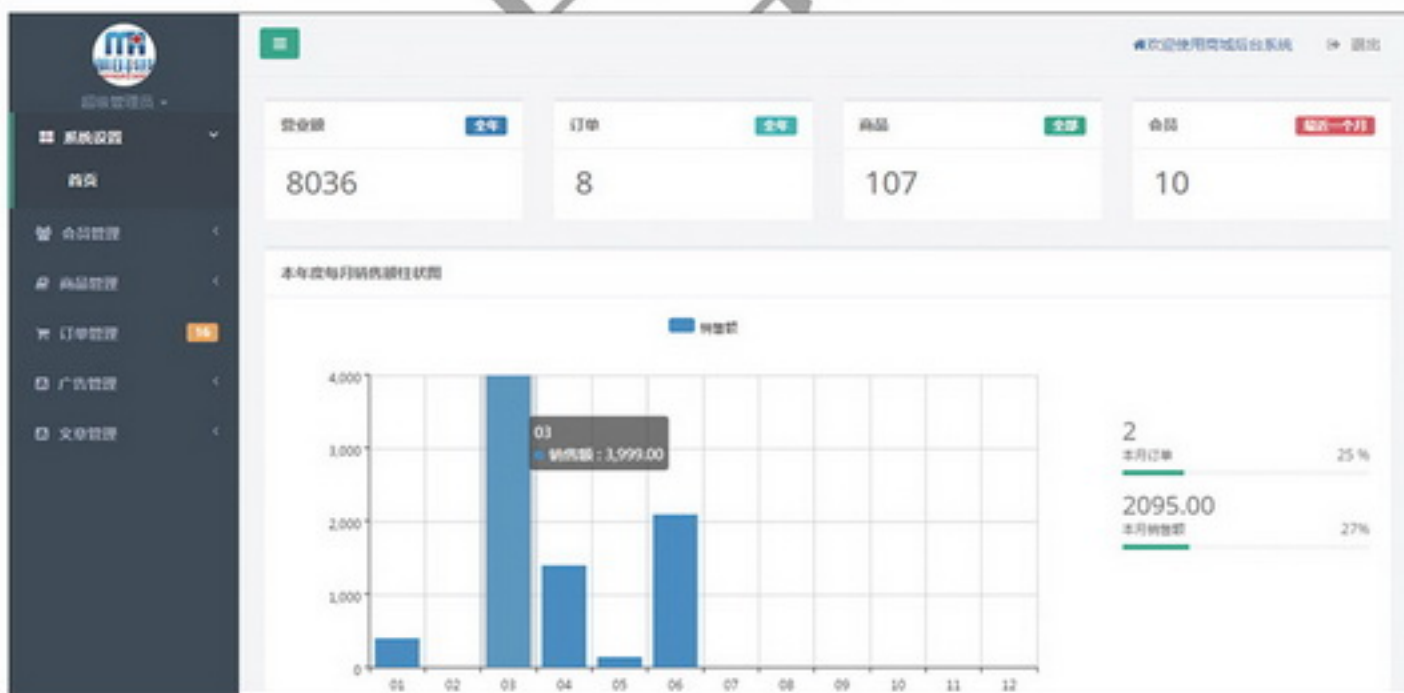 欢迎使用商城后台系统 退出
超级管理员
系统设置
首页
会员管理
商品管理
订单管理 16
广告管理
文章管理
营业额 全年
8036
订单 全年
8
商品 全部
107
会员 最近一个月
10
本年度每月销售额柱状图
销售额
4,000
3,000
2,000
1,000
0
03
销售额 : 3,999.00
01 02 03 04 05 06 07 08 09 10 11 12
2
本月订单 25 %
2095.00
本月销售额 27%